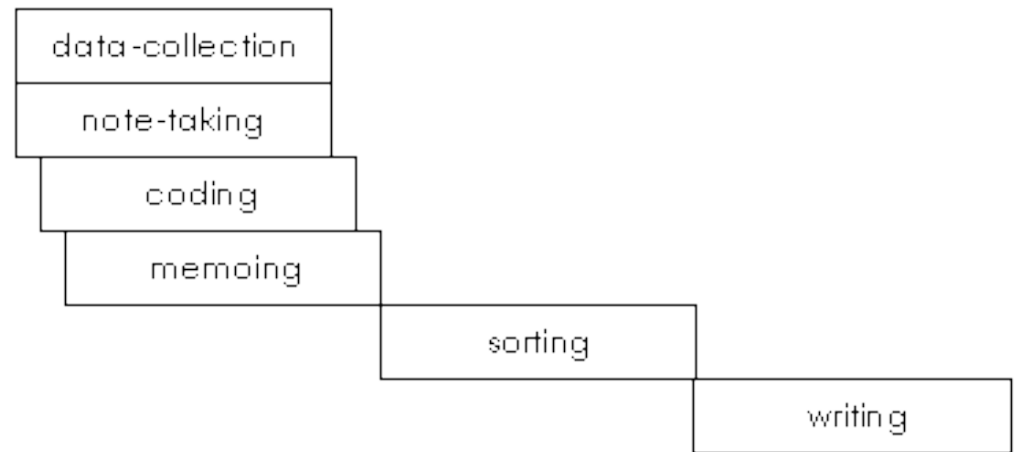 data-collection
note-taking
coding
memoing
sorting
writing